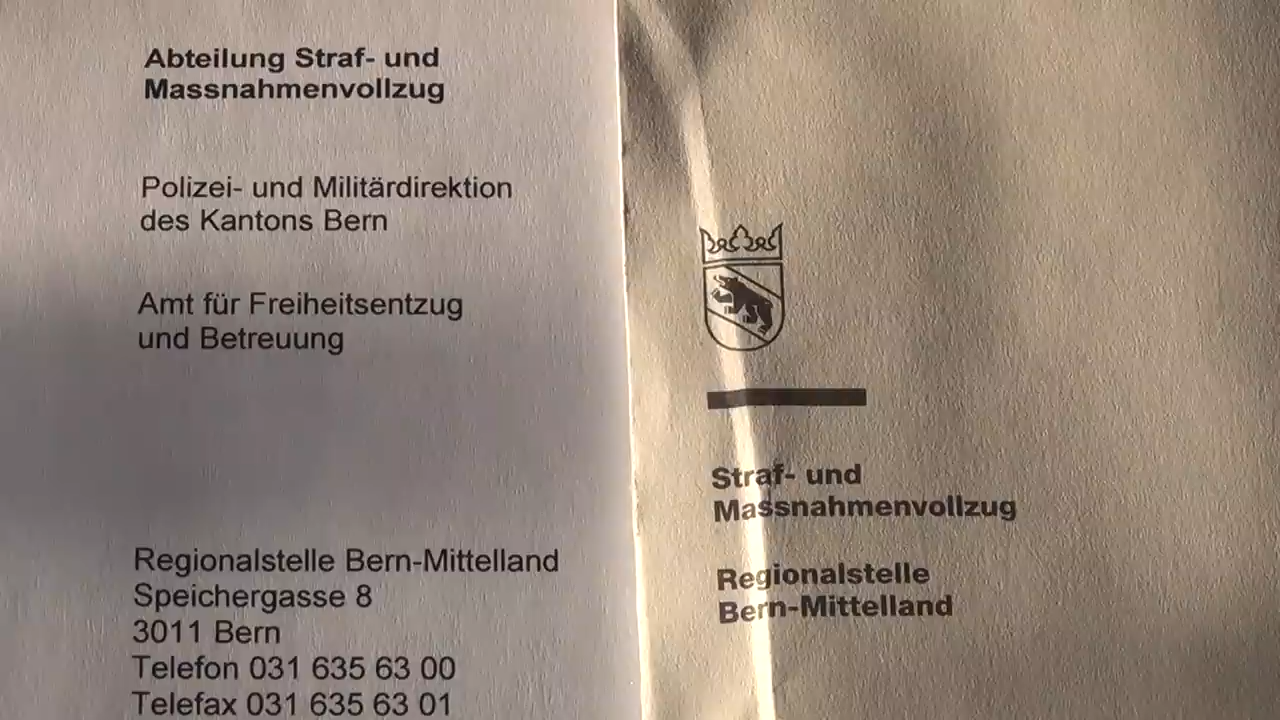 Abteilung Straf- und
Massnahmenvollzug
Polizei- und Militärdirektion
des Kantons Bern
Amt für Freiheitsentzug
und Betreuung
Regionalstelle Bern-Mittelland
Speichergasse 8
3011 Bern
Telefon 031 635 63 00
Telefax 031 635 63 01
Straf- und
Massnahmenvollzug
Regionalstelle
Bern-Mittelland